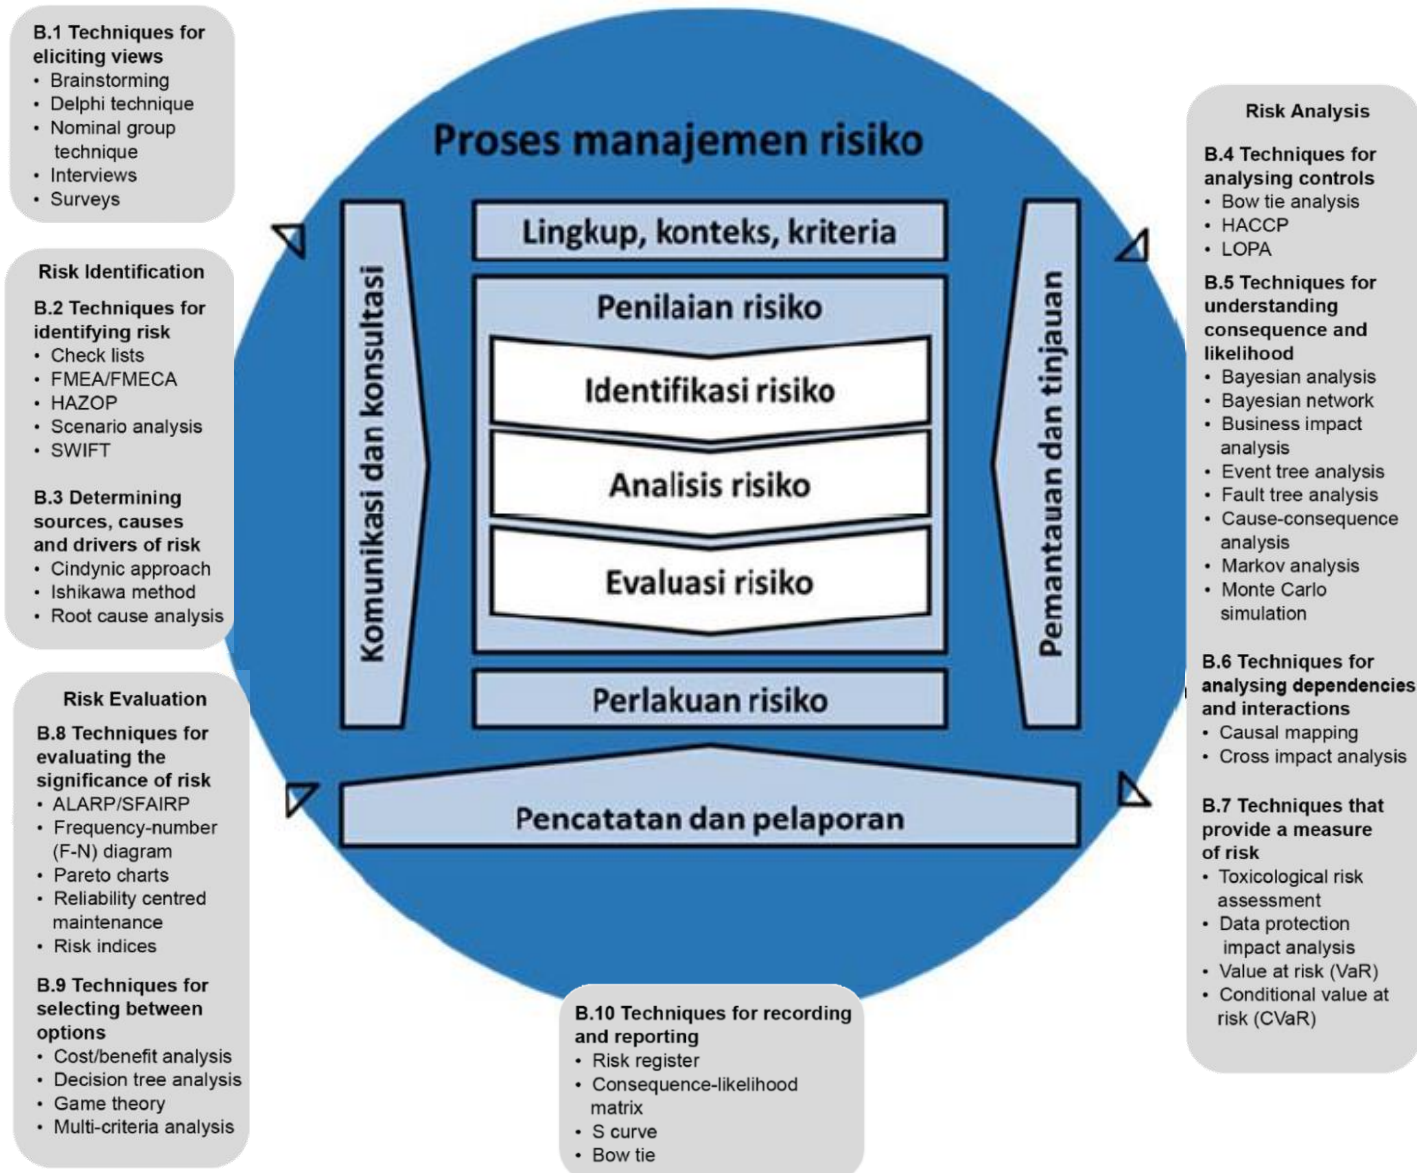 B.1 Techniques for
eliciting views
• Brainstorming
• Delphi technique
• Nominal group
technique
• Interviews
• Surveys
Risk Identification
B.2 Techniques for
identifying risk
• Check lists
• FMEA/FMECA
• HAZOP
• Scenario analysis
• SWIFT
B.3 Determining
sources, causes
and drivers of risk
• Cindynic approach
• Ishikawa method
• Root cause analysis
Risk Evaluation
B.8 Techniques for
evaluating the
significance of risk
• ALARP/SFAIRP
• Frequency-number
(F-N) diagram
• Pareto charts
• Reliability centred
maintenance
• Risk indices
B.9 Techniques for
selecting between
options
• Cost/benefit analysis
• Decision tree analysis
• Game theory
• Multi-criteria analysis
Proses manajemen risiko
Komunikasi dan konsultasi
Lingkup, konteks, kriteria
Penilaian risiko
Identifikasi risiko
Analisis risiko
Evaluasi risiko
Perlakuan risiko
Pemantauan dan tinjauan
Pencatatan dan pelaporan
B.10 Techniques for recording
and reporting
• Risk register
• Consequence-likelihood
matrix
• S curve
• Bow tie
Risk Analysis
B.4 Techniques for
analysing controls
• Bow tie analysis
• HACCP
• LOPA
B.5 Techniques for
understanding
consequence and
likelihood
• Bayesian analysis
• Bayesian network
• Business impact
analysis
• Event tree analysis
• Fault tree analysis
• Cause-consequence
analysis
• Markov analysis
• Monte Carlo
simulation
B.6 Techniques for
analysing dependencies
and interactions
• Causal mapping
• Cross impact analysis
B.7 Techniques that
provide a measure
of risk
• Toxicological risk
assessment
• Data protection
impact analysis
• Value at risk (VaR)
• Conditional value at
risk (CVaR)